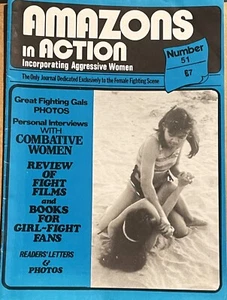 AMAZONS
in ACTION
Incorporating Aggressive Women
The Only Journal Dedicated Exclusively to the Female Fighting Scene
Number
51
$7
Great Fighting Gals
PHOTOS
Personal Interviews
WITH
COMBATIVE
WOMEN
REVIEW
OF
FIGHT
FILMS
and
BOOKS
FOR
GIRL-FIGHT
FANS
READERS' LETTERS
&
PHOTOS